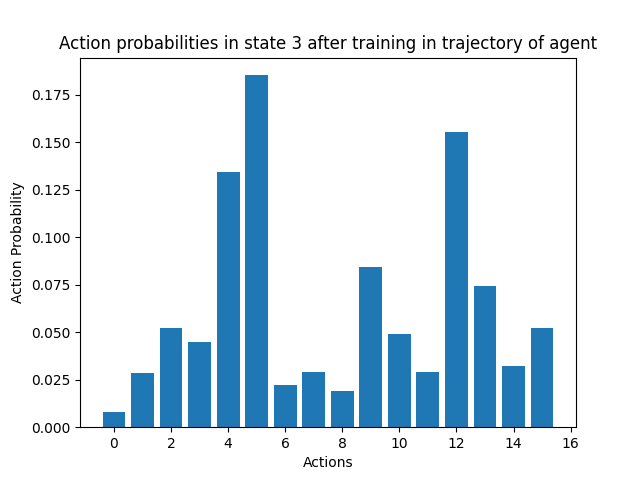 Action probabilities in state 3 after training in trajectory of agent
Action Probability
0.175
0.150
0.125
0.100
0.075
0.050
0.025
0.000
0 2 4 6 8 10 12 14 16
Actions